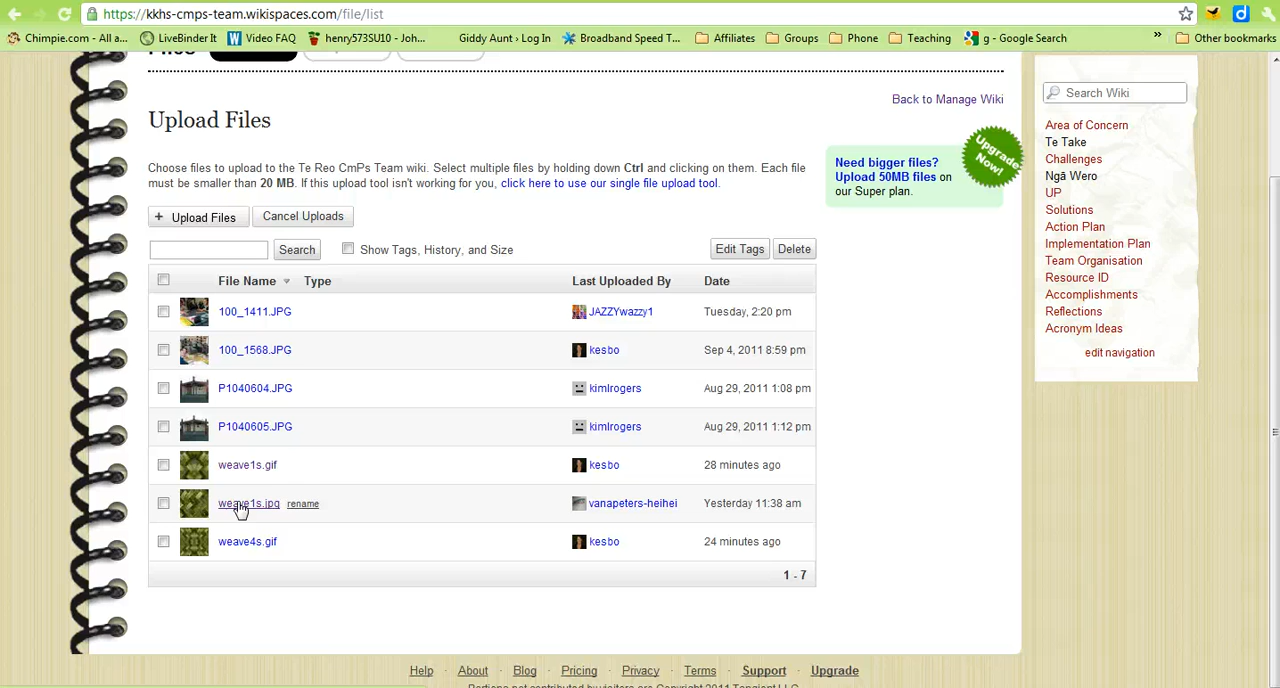 https://kkhs-cmps-team.wikispaces.com/file/list
Chimpie.com - All a...
LiveBinder It
Video FAQ
henry573SU10 - Joh...
Giddy Aunt › Log In
Broadband Speed T...
Affiliates
Groups
Phone
Teaching
g - Google Search
»
Other bookmarks
Back to Manage Wiki
Upload Files
Choose files to upload to the Te Reo CmPs Team wiki. Select multiple files by holding down Ctrl and clicking on them. Each file
must be smaller than 20 MB. If this upload tool isn't working for you, click here to use our single file upload tool.
Need bigger files?
Upload 50MB files on
our Super plan.
Upgrade
Now!
+ Upload Files
Cancel Uploads
Search
Show Tags, History, and Size
Edit Tags
Delete
File Name Type Last Uploaded By Date
100_1411.JPG JAZZYwazzy1 Tuesday, 2:20 pm
100_1568.JPG kesbo Sep 4, 2011 8:59 pm
P1040604.JPG kimlrogers Aug 29, 2011 1:08 pm
P1040605.JPG kimlrogers Aug 29, 2011 1:12 pm
weave1s.gif kesbo 28 minutes ago
weave1s.jpg rename vanapeters-heihei Yesterday 11:38 am
weave4s.gif kesbo 24 minutes ago
1 - 7
Search Wiki
Area of Concern
Te Take
Challenges
Ngā Wero
UP
Solutions
Action Plan
Implementation Plan
Team Organisation
Resource ID
Accomplishments
Reflections
Acronym Ideas
edit navigation
Help · About · Blog · Pricing · Privacy · Terms · Support · Upgrade